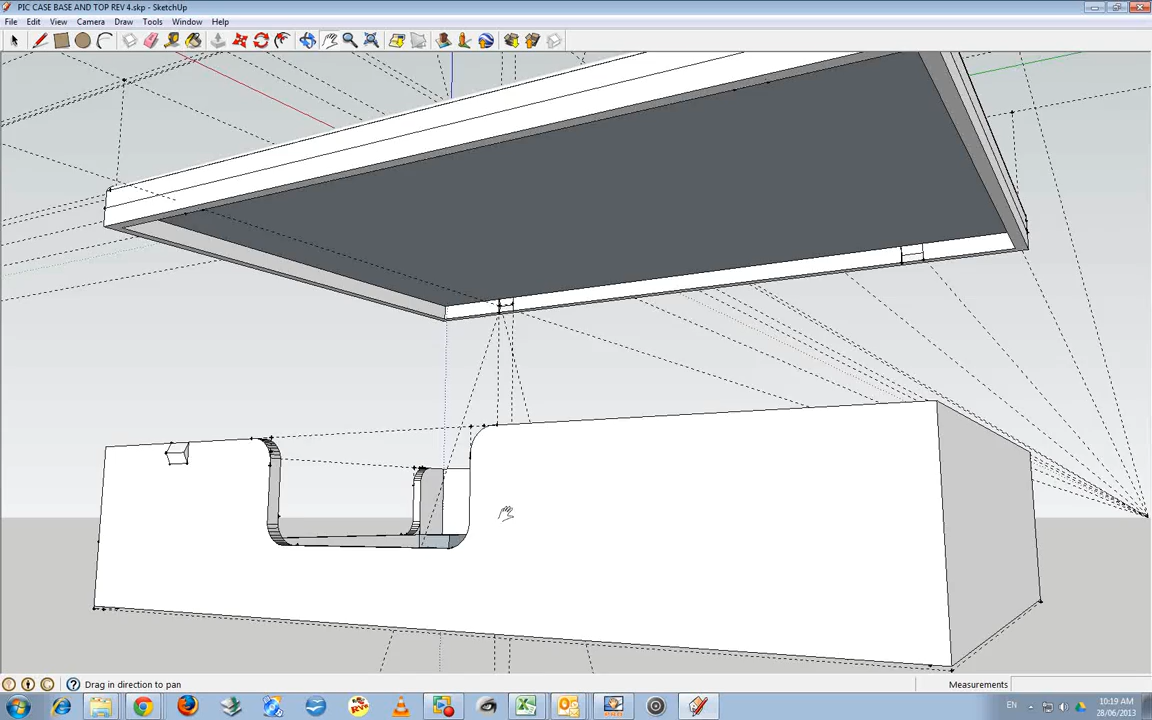 PIC CASE BASE AND TOP REV 4.skp - SketchUp
File Edit View Camera Draw Tools Window Help
Drag in direction to pan
Measurements
EN
10:19 AM
28/06/2013